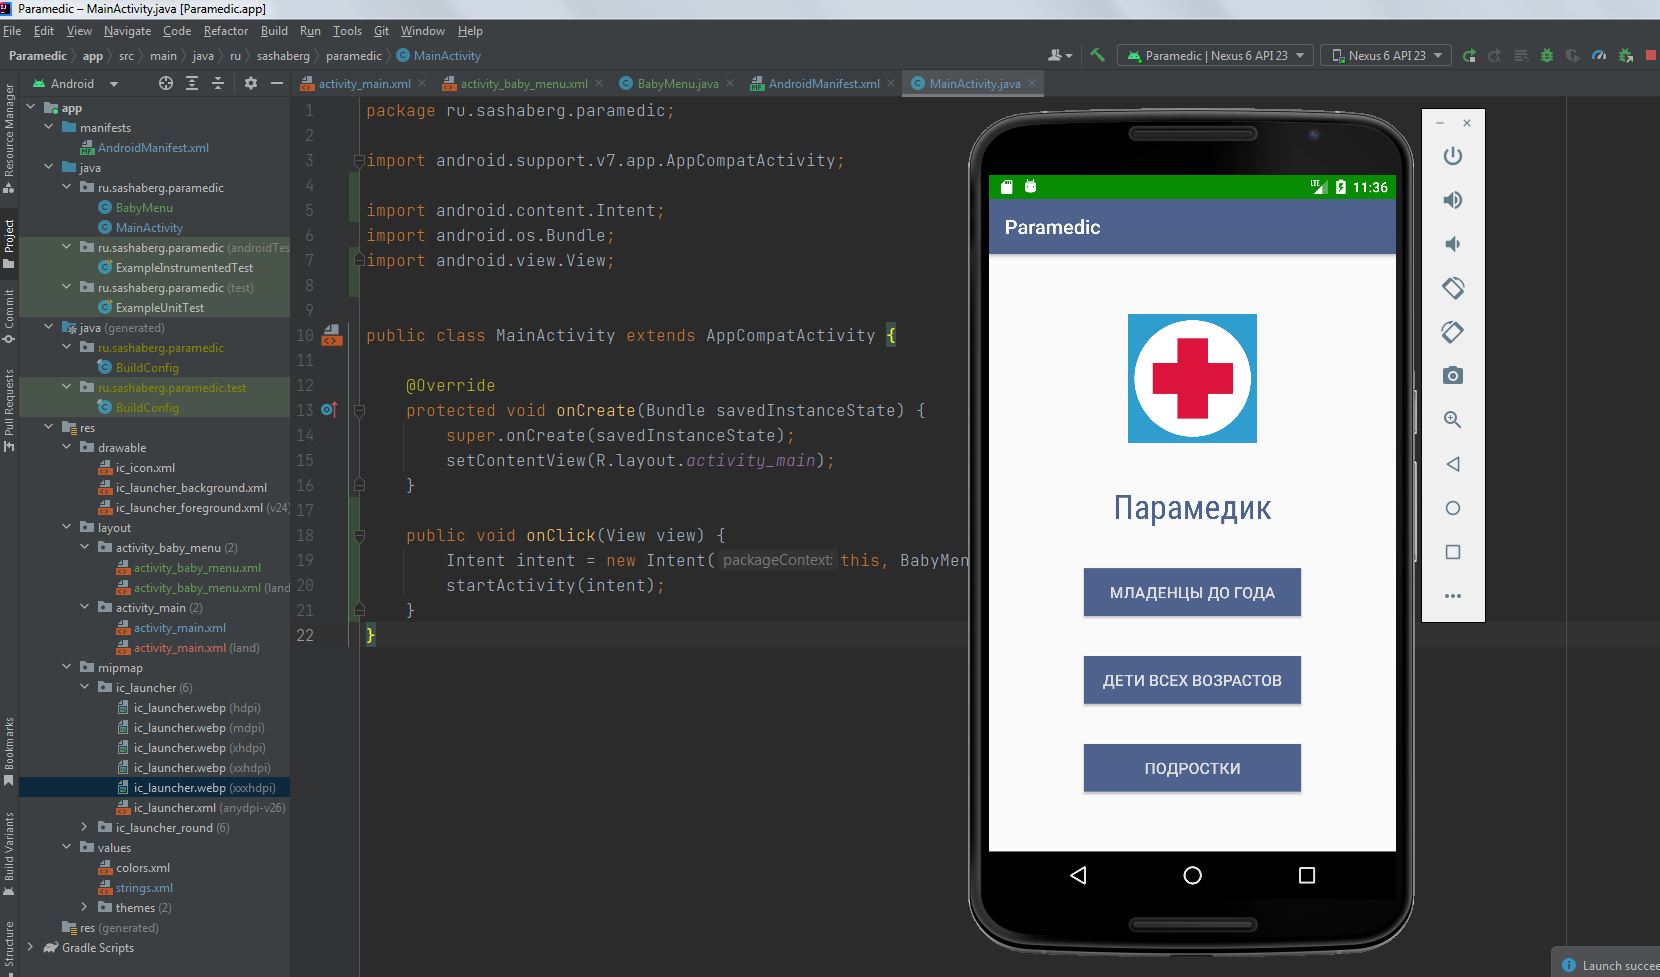 Paramedic – MainActivity.java [Paramedic.app]
File Edit View Navigate Code Refactor Build Run Tools Git Window Help
Paramedic app src main java ru sashaberg paramedic MainActivity
Paramedic | Nexus 6 API 23 Nexus 6 API 23
Android
activity_main.xml activity_baby_menu.xml BabyMenu.java AndroidManifest.xml MainActivity.java
Resource Manager
Project
Commit
Pull Requests
Bookmarks
Build Variants
Structure
app
manifests
AndroidManifest.xml
java
ru.sashaberg.paramedic
BabyMenu
MainActivity
ru.sashaberg.paramedic (androidTes
ExampleInstrumentedTest
ru.sashaberg.paramedic (test)
ExampleUnitTest
java (generated)
ru.sashaberg.paramedic
BuildConfig
ru.sashaberg.paramedic.test
BuildConfig
res
drawable
ic_icon.xml
ic_launcher_background.xml
ic_launcher_foreground.xml (v24)
layout
activity_baby_menu (2)
activity_baby_menu.xml
activity_baby_menu.xml (land
activity_main (2)
activity_main.xml
activity_main.xml (land)
mipmap
ic_launcher (6)
ic_launcher.webp (hdpi)
ic_launcher.webp (mdpi)
ic_launcher.webp (xhdpi)
ic_launcher.webp (xxhdpi)
ic_launcher.webp (xxxhdpi)
ic_launcher.xml (anydpi-v26)
ic_launcher_round (6)
values
colors.xml
strings.xml
themes (2)
res (generated)
Gradle Scripts
1 package ru.sashaberg.paramedic;
2
3 import android.support.v7.app.AppCompatActivity;
4
5 import android.content.Intent;
6 import android.os.Bundle;
7 import android.view.View;
8
9
10 public class MainActivity extends AppCompatActivity {
11
12 @Override
13 protected void onCreate(Bundle savedInstanceState) {
14 super.onCreate(savedInstanceState);
15 setContentView(R.layout.activity_main);
16 }
17
18 public void onClick(View view) {
19 Intent intent = new Intent( packageContext: this, BabyMen
20 startActivity(intent);
21 }
22 }
LTE 11:36
Paramedic
Парамедик
МЛАДЕНЦЫ ДО ГОДА
ДЕТИ ВСЕХ ВОЗРАСТОВ
ПОДРОСТКИ
Launch succee